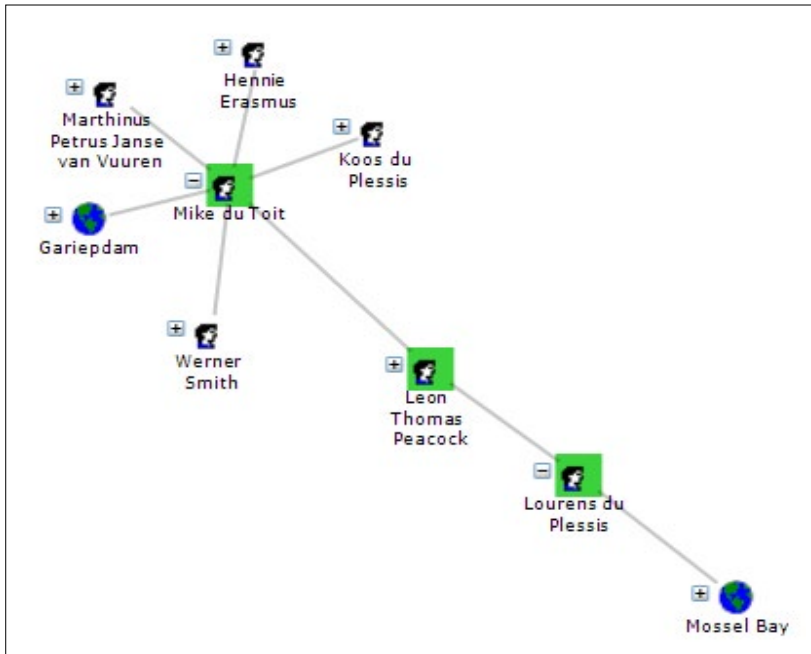 Hennie
Erasmus
Marthinus
Petrus Janse
van Vuuren
Koos du
Plessis
Mike du Toit
Gariepdam
Werner
Smith
Leon
Thomas
Peacock
Lourens du
Plessis
Mossel Bay